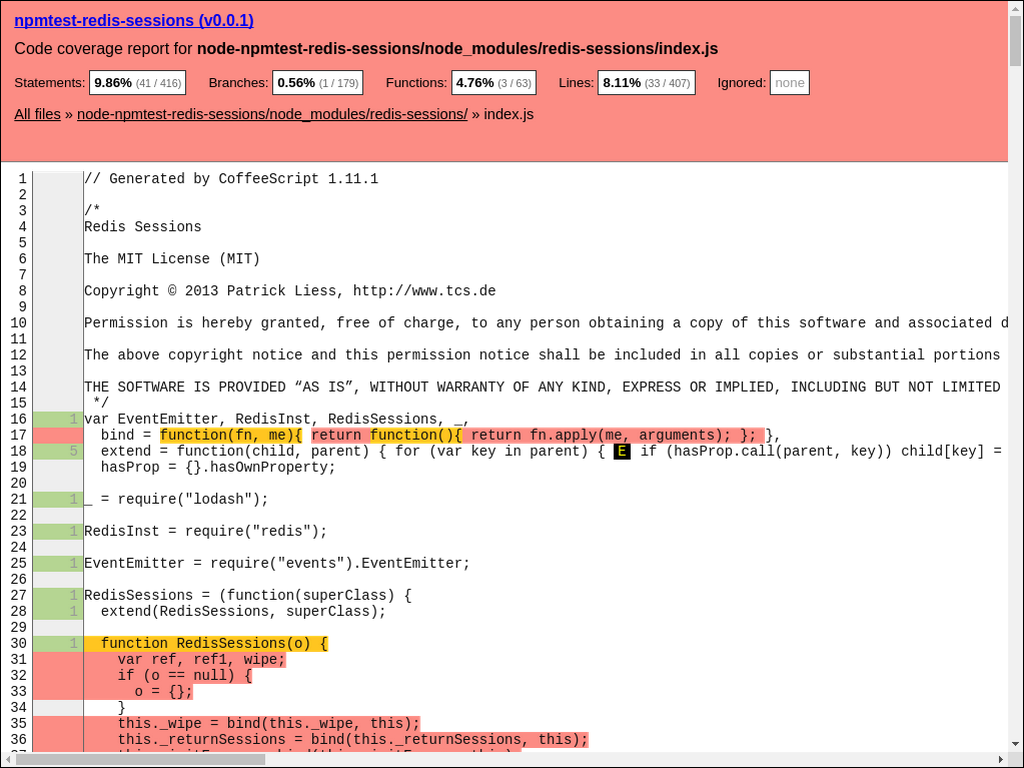 npmtest-redis-sessions (v0.0.1)
Code coverage report for node-npmtest-redis-sessions/node_modules/redis-sessions/index.js
Statements: 9.86% (41 / 416) Branches: 0.56% (1 / 179) Functions: 4.76% (3 / 63) Lines: 8.11% (33 / 407) Ignored: none
All files » node-npmtest-redis-sessions/node_modules/redis-sessions/ » index.js
1 // Generated by CoffeeScript 1.11.1
2
3 /*
4 Redis Sessions
5
6 The MIT License (MIT)
7
8 Copyright © 2013 Patrick Liess, http://www.tcs.de
9
10 Permission is hereby granted, free of charge, to any person obtaining a copy of this software and associated d
11
12 The above copyright notice and this permission notice shall be included in all copies or substantial portions
13
14 THE SOFTWARE IS PROVIDED “AS IS”, WITHOUT WARRANTY OF ANY KIND, EXPRESS OR IMPLIED, INCLUDING BUT NOT LIMITED
15 */
16 1 var EventEmitter, RedisInst, RedisSessions, _,
17 bind = function(fn, me){ return function(){ return fn.apply(me, arguments); }; },
18 5 extend = function(child, parent) { for (var key in parent) { E if (hasProp.call(parent, key)) child[key] =
19 hasProp = {}.hasOwnProperty;
20
21 1 _ = require("lodash");
22
23 1 RedisInst = require("redis");
24
25 1 EventEmitter = require("events").EventEmitter;
26
27 1 RedisSessions = (function(superClass) {
28 1 extend(RedisSessions, superClass);
29
30 1 function RedisSessions(o) {
31 var ref, ref1, wipe;
32 if (o == null) {
33 o = {};
34 }
35 this._wipe = bind(this._wipe, this);
36 this._returnSessions = bind(this._returnSessions, this);